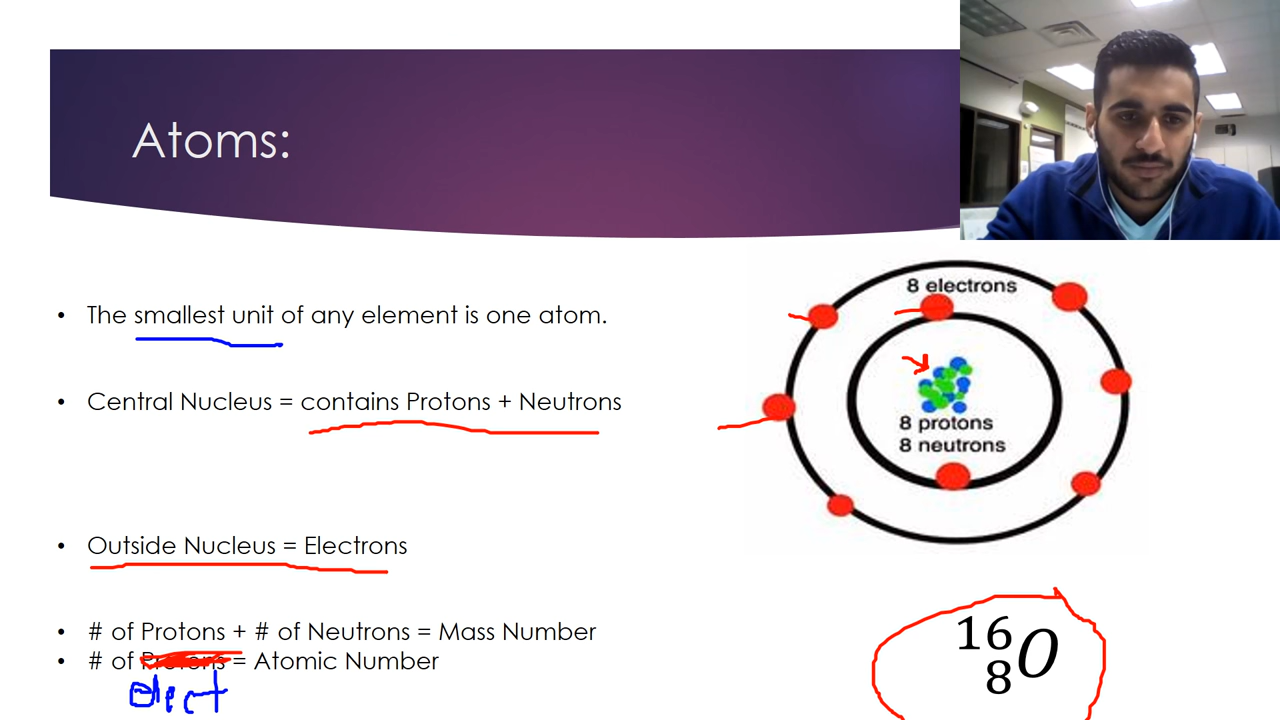 Atoms:
• The smallest unit of any element is one atom.
• Central Nucleus = contains Protons + Neutrons
• Outside Nucleus = Electrons
• # of Protons + # of Neutrons = Mass Number
• # of Protons = Atomic Number
elect
8 electrons
8 protons
8 neutrons
16
8 O